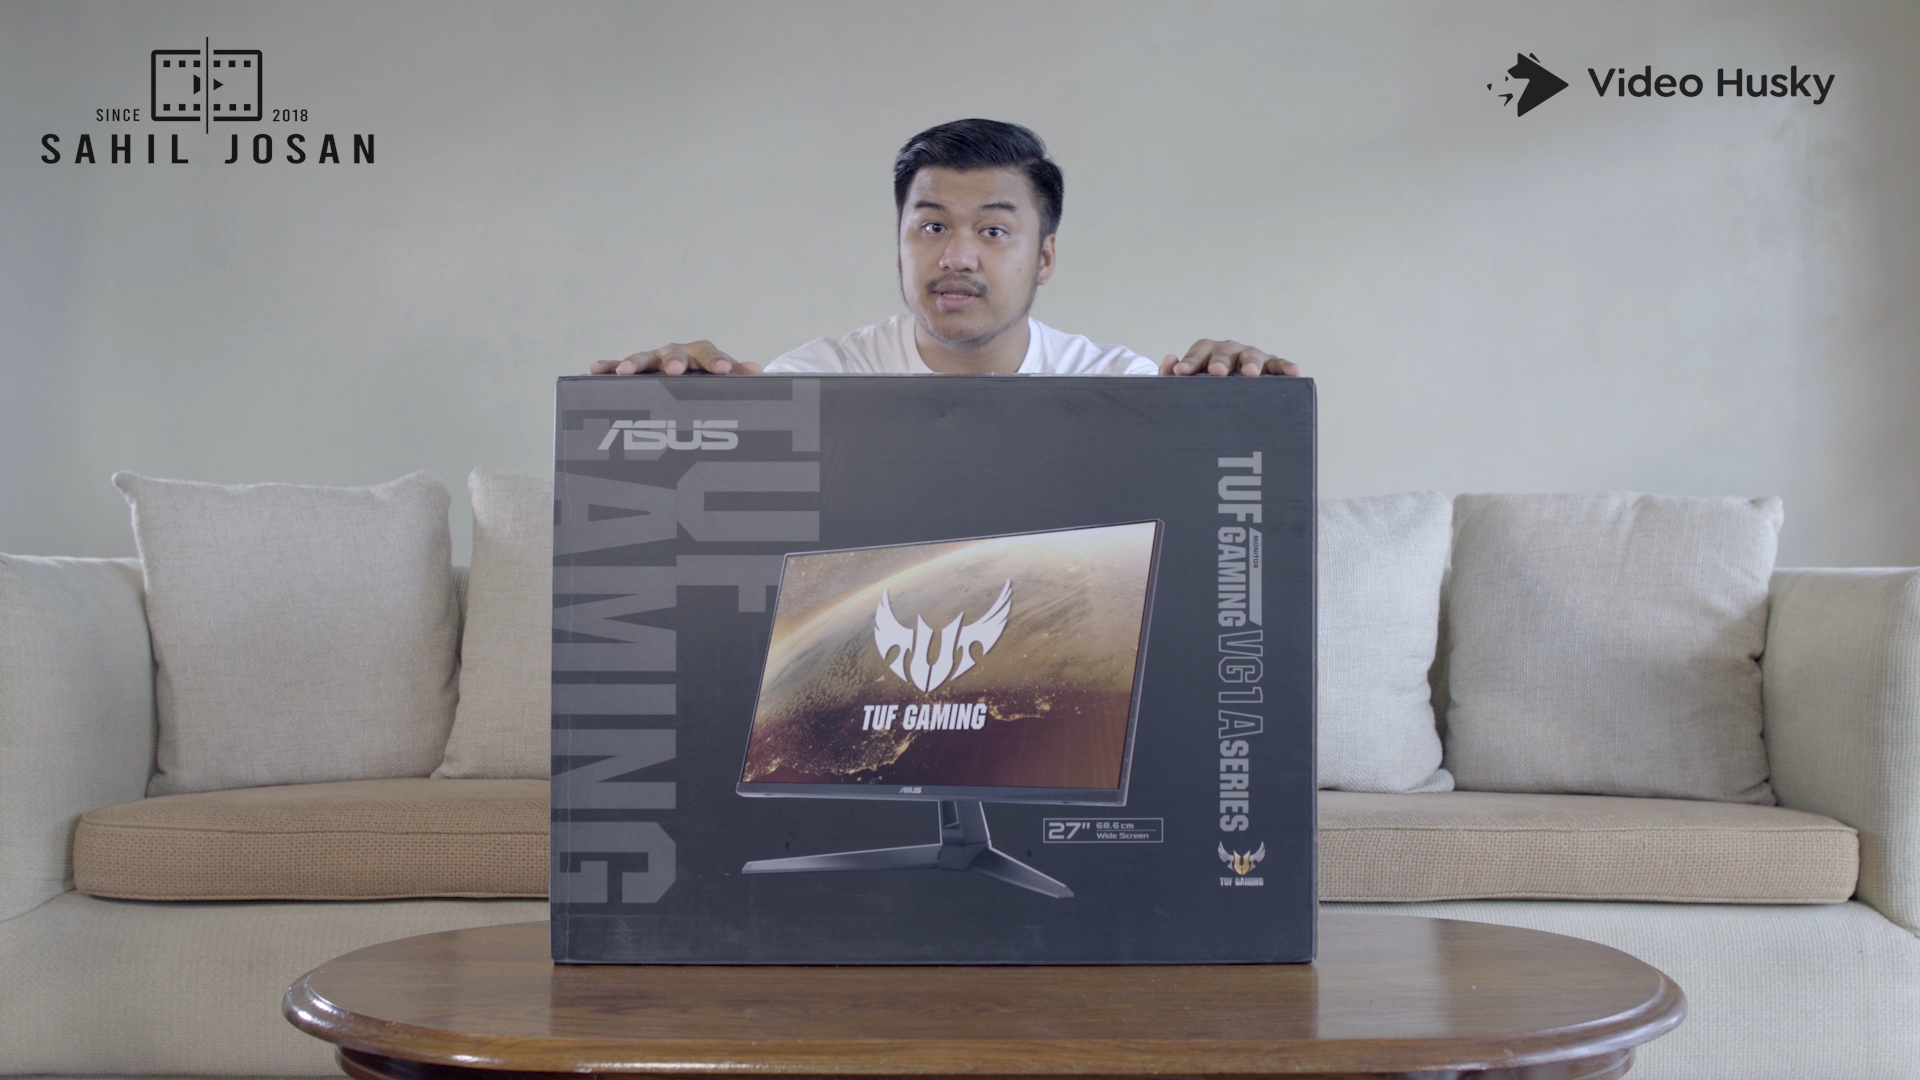 SINCE 2018
SAHIL JOSAN
Video Husky
ASUS
TUF
GAMING
TUF GAMING
ASUS
27" 68.6 cm
Wide Screen
TUF GAMING MONITOR VG1A SERIES
TUF GAMING